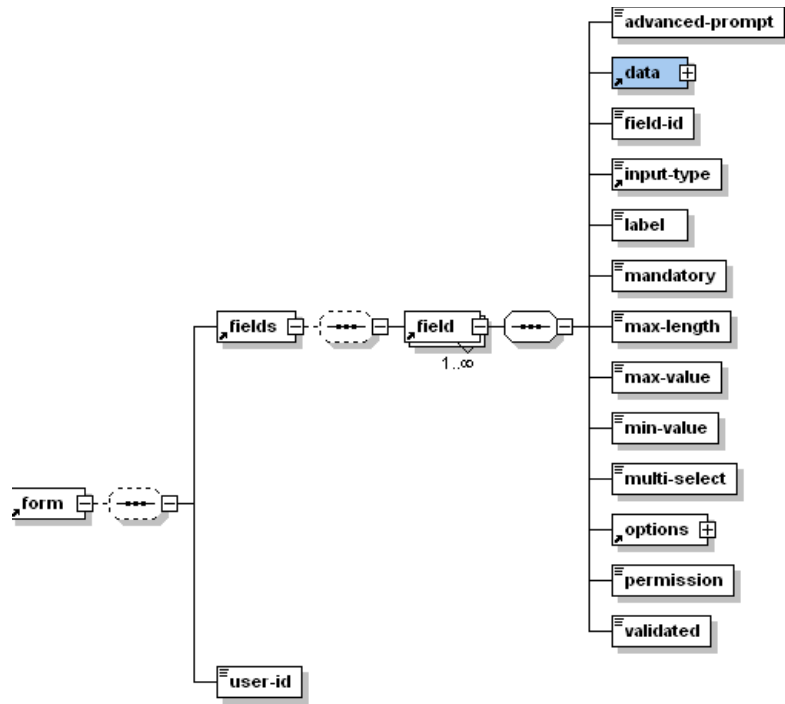 advanced-prompt
data
field-id
input-type
label
mandatory
fields
field
max-length
1..∞
max-value
min-value
multi-select
form
options
permission
validated
user-id